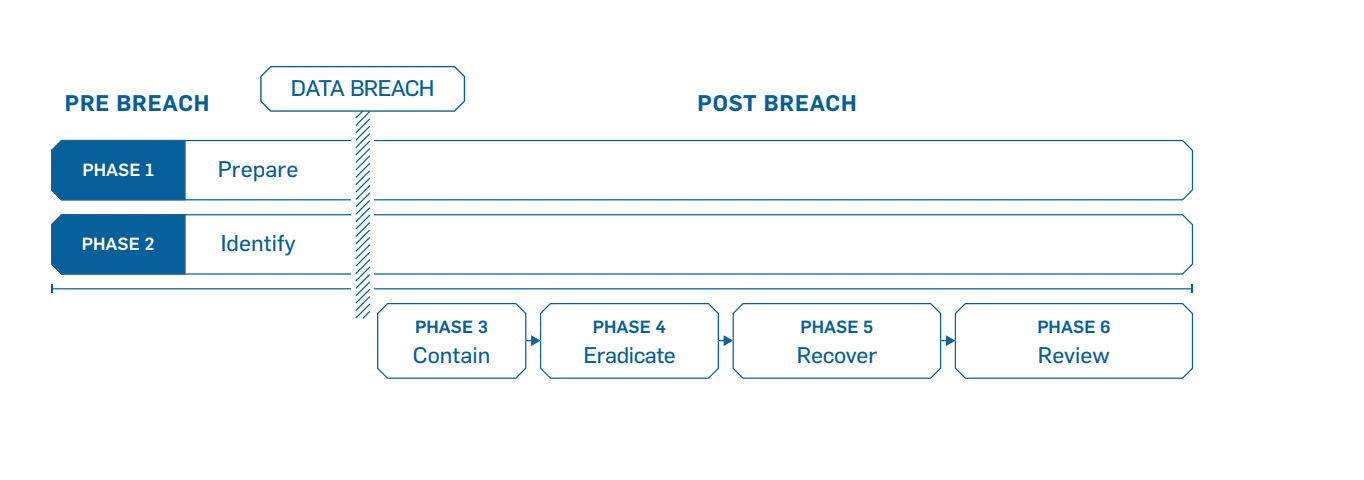 DATA BREACH
PRE BREACH
POST BREACH
PHASE 1
Prepare
PHASE 2
Identify
PHASE 3
Contain
PHASE 4
Eradicate
PHASE 5
Recover
PHASE 6
Review